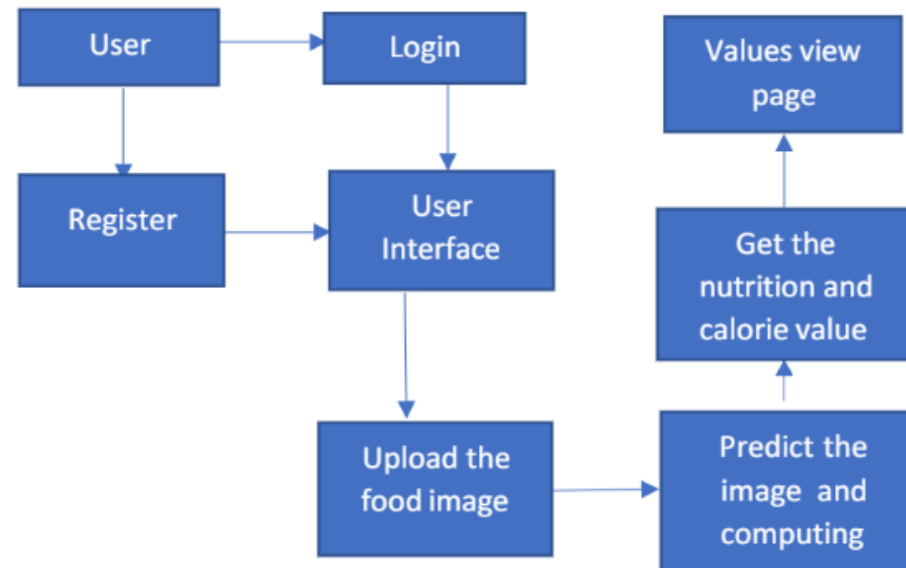 User
Login
Register
User
Interface
Upload the
food image
Predict the
image and
computing
Get the
nutrition and
calorie value
Values view
page